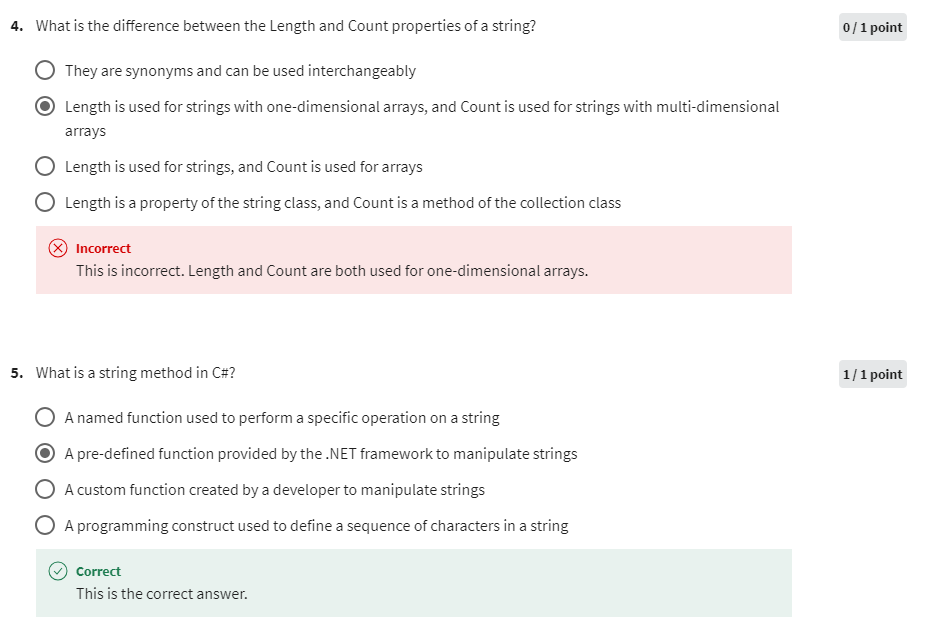 4. What is the difference between the Length and Count properties of a string?
0 / 1 point
They are synonyms and can be used interchangeably
Length is used for strings with one-dimensional arrays, and Count is used for strings with multi-dimensional
arrays
Length is used for strings, and Count is used for arrays
Length is a property of the string class, and Count is a method of the collection class
Incorrect
This is incorrect. Length and Count are both used for one-dimensional arrays.
5. What is a string method in C#?
1 / 1 point
A named function used to perform a specific operation on a string
A pre-defined function provided by the .NET framework to manipulate strings
A custom function created by a developer to manipulate strings
A programming construct used to define a sequence of characters in a string
Correct
This is the correct answer.